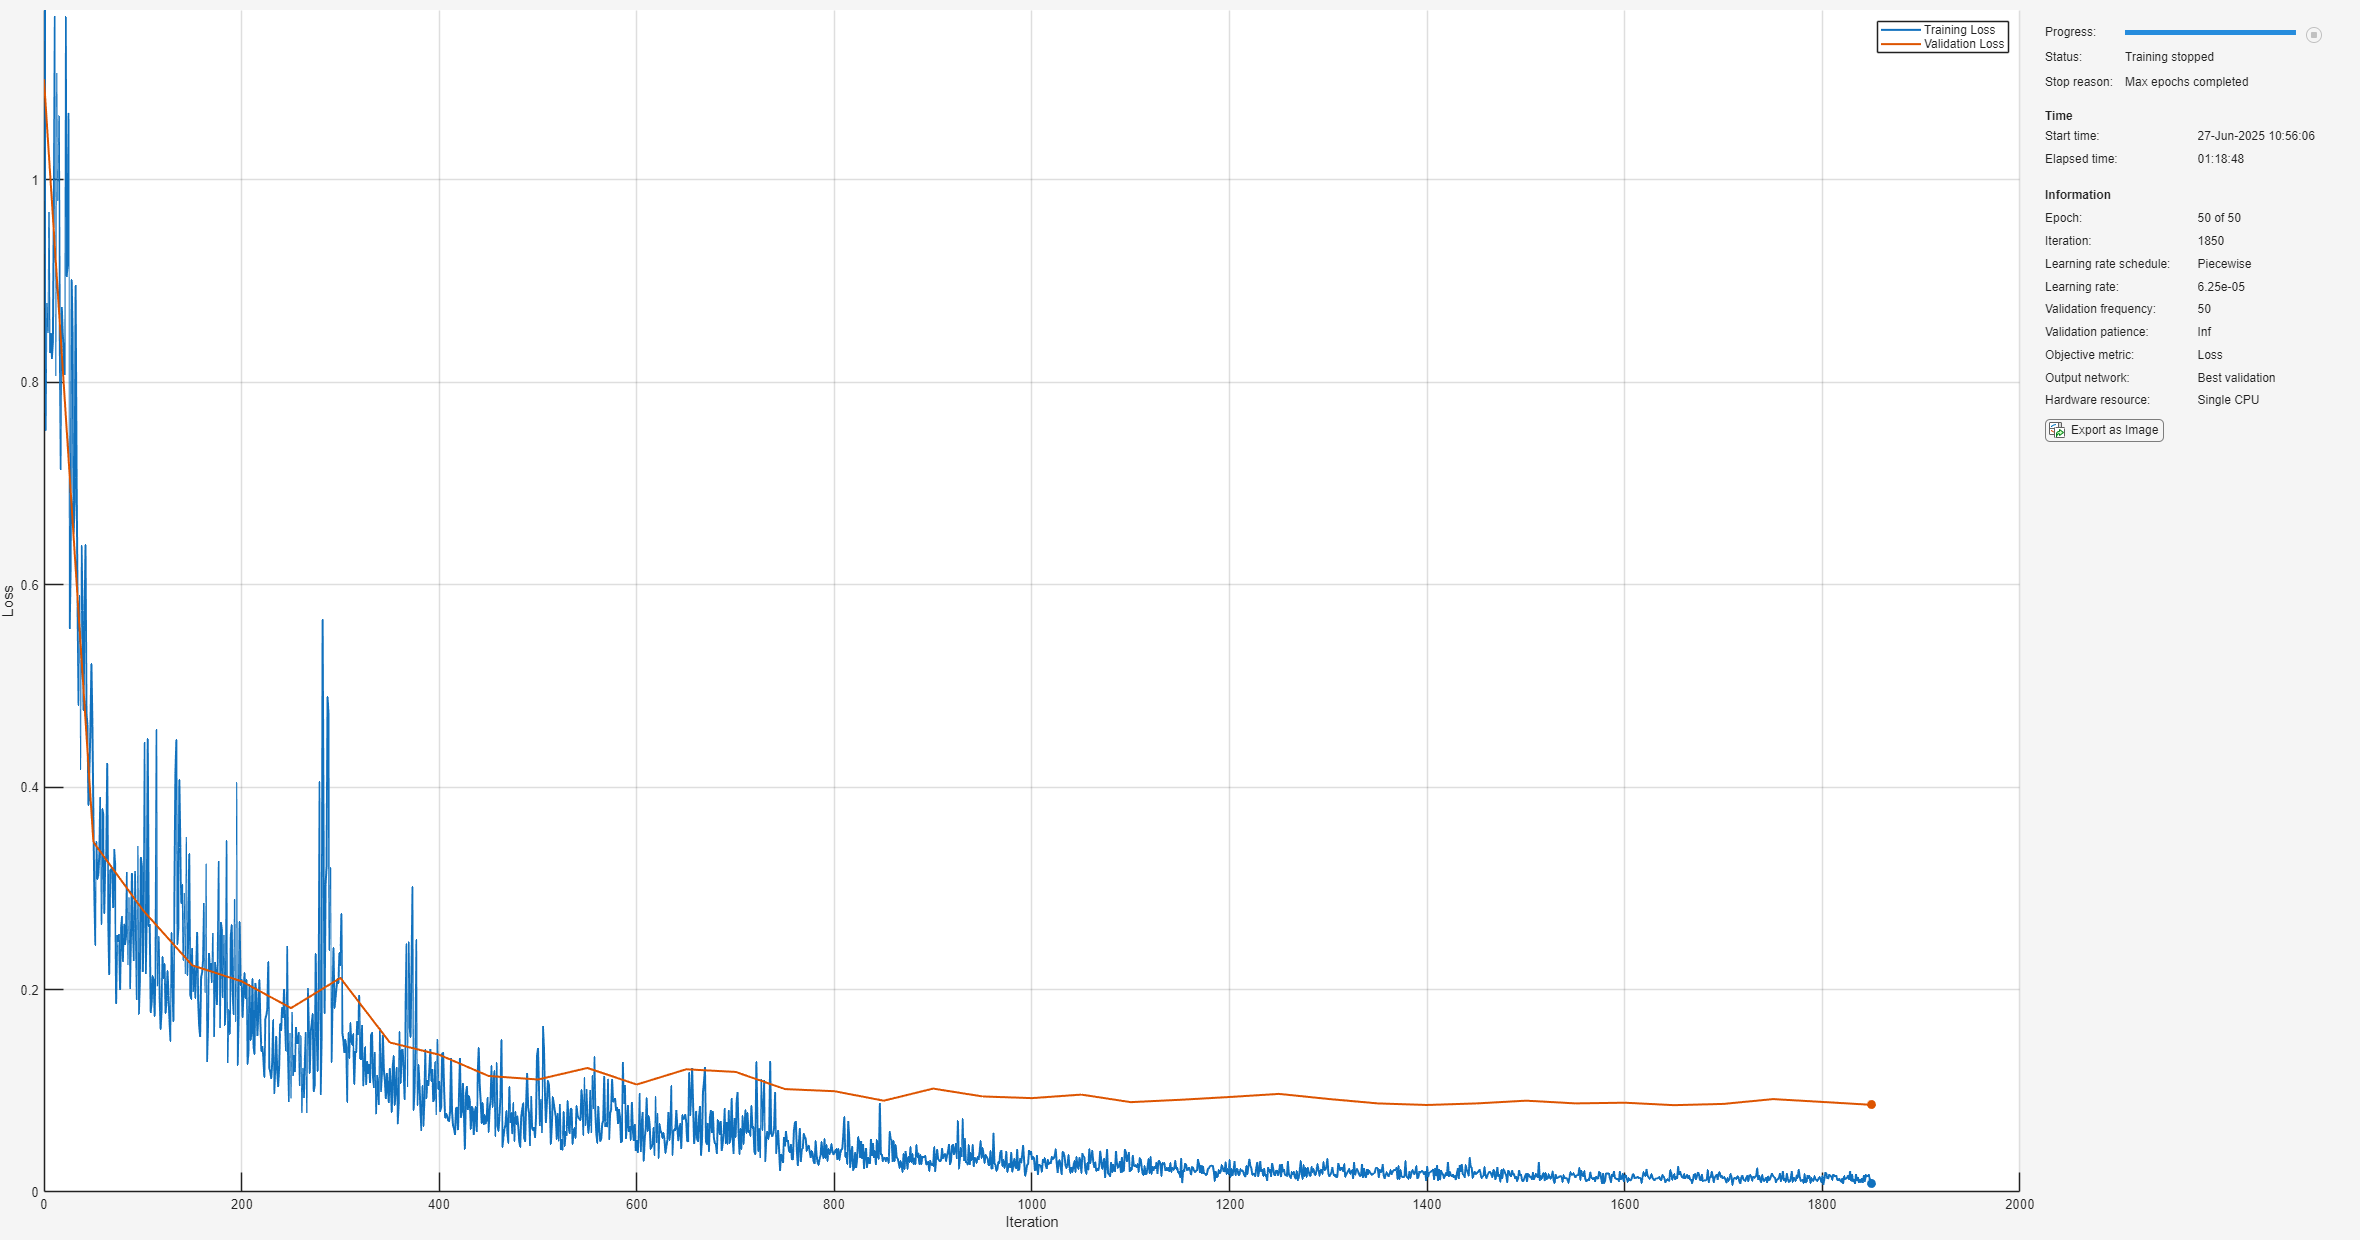 Training Loss
Validation Loss
1
0.8
0.6
0.4
0.2
0
Loss
0 200 400 600 800 1000 1200 1400 1600 1800 2000
Iteration
Progress:
Status: Training stopped
Stop reason: Max epochs completed
Time
Start time: 27-Jun-2025 10:56:06
Elapsed time: 01:18:48
Information
Epoch: 50 of 50
Iteration: 1850
Learning rate schedule: Piecewise
Learning rate: 6.25e-05
Validation frequency: 50
Validation patience: Inf
Objective metric: Loss
Output network: Best validation
Hardware resource: Single CPU
Export as Image